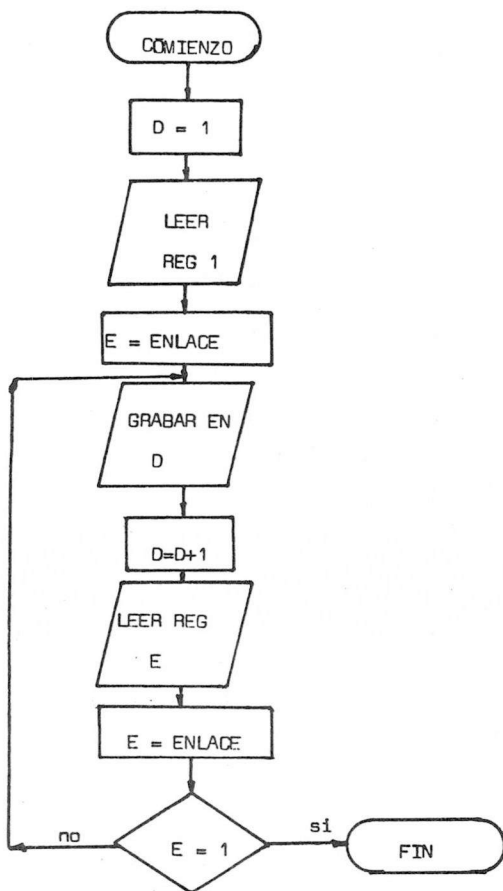 COMIENZO
D = 1
LEER
REG 1
E = ENLACE
GRABAR EN
D
D=D+1
LEER REG
E
E = ENLACE
E = 1
no
si
FIN